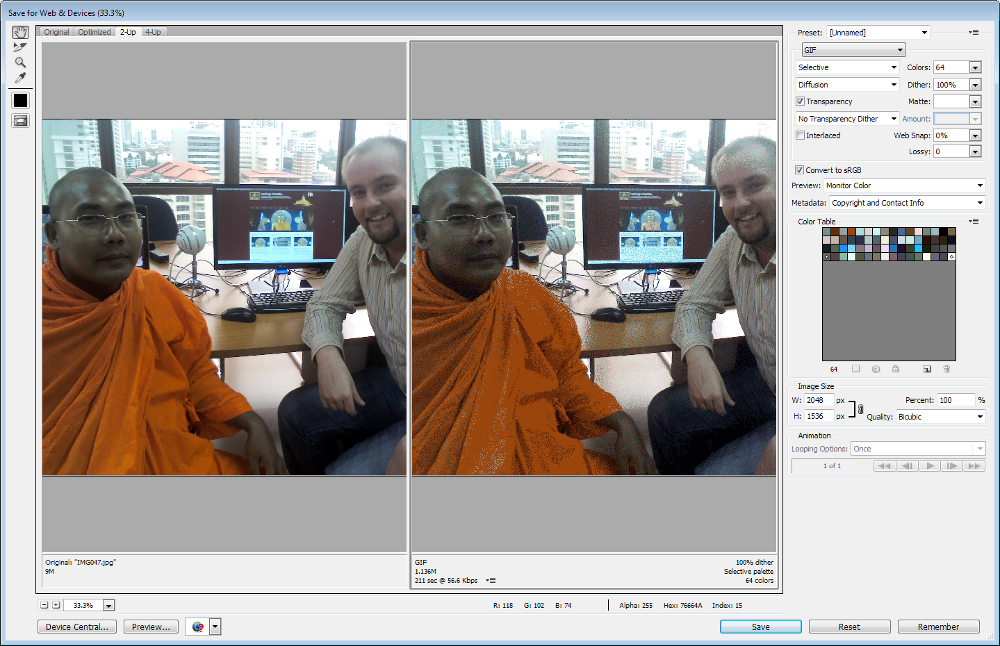 Save for Web & Devices (33.3%)
Original
Optimized
2-Up
4-Up
Original: "IMG047.jpg"
9M
GIF
1.136M
211 sec @ 56.6 Kbps
100% dither
Selective palette
64 colors
33.3%
R: 118 G: 102 B: 74
Alpha: 255 Hex: 76664A Index: 15
Device Central...
Preview...
Save
Reset
Remember
Preset: [Unnamed]
GIF
Selective
Colors: 64
Diffusion
Dither: 100%
Transparency
Matte:
No Transparency Dither
Amount:
Interlaced
Web Snap: 0%
Lossy: 0
Convert to sRGB
Preview: Monitor Color
Metadata: Copyright and Contact Info
Color Table
64
Image Size
W: 2048 px
Percent: 100 %
H: 1536 px
Quality: Bicubic
Animation
Looping Options: Once
1 of 1